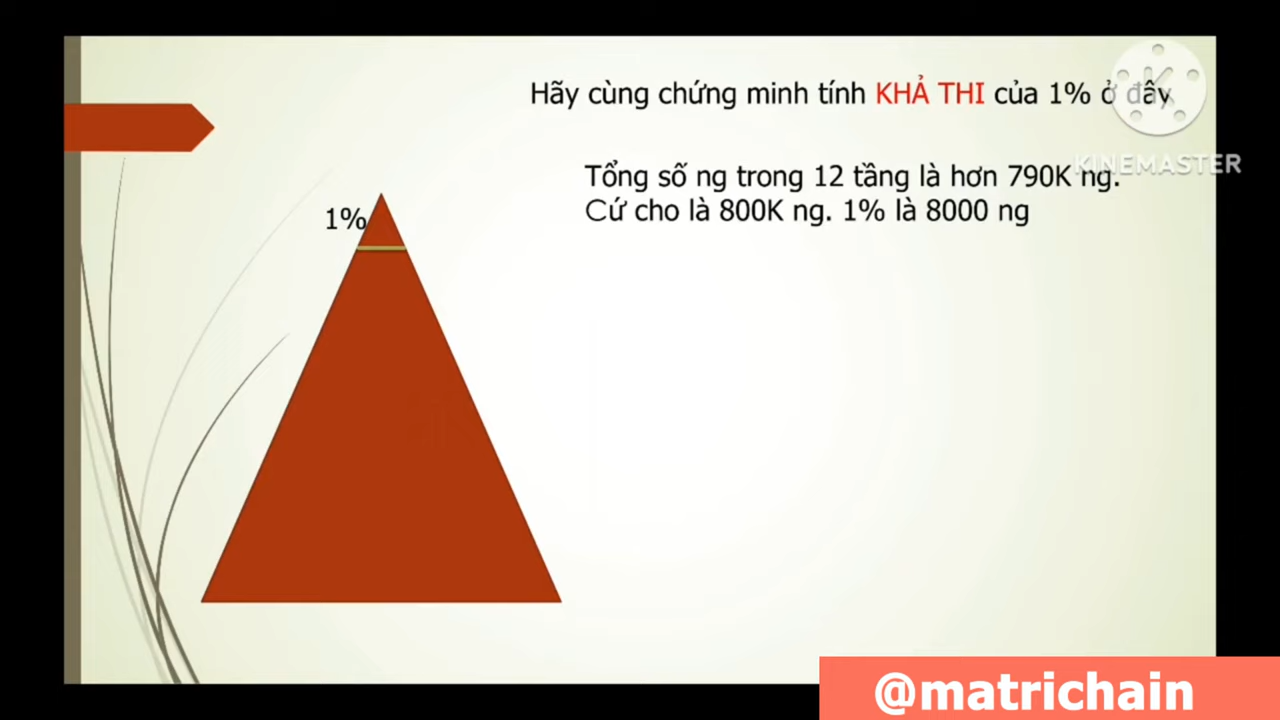 Hãy cùng chứng minh tính KHẢ THI của 1% ở đây
KINEMASTER
Tổng số ng trong 12 tầng là hơn 790K ng.
Cứ cho là 800K ng. 1% là 8000 ng
1%
@matrichain